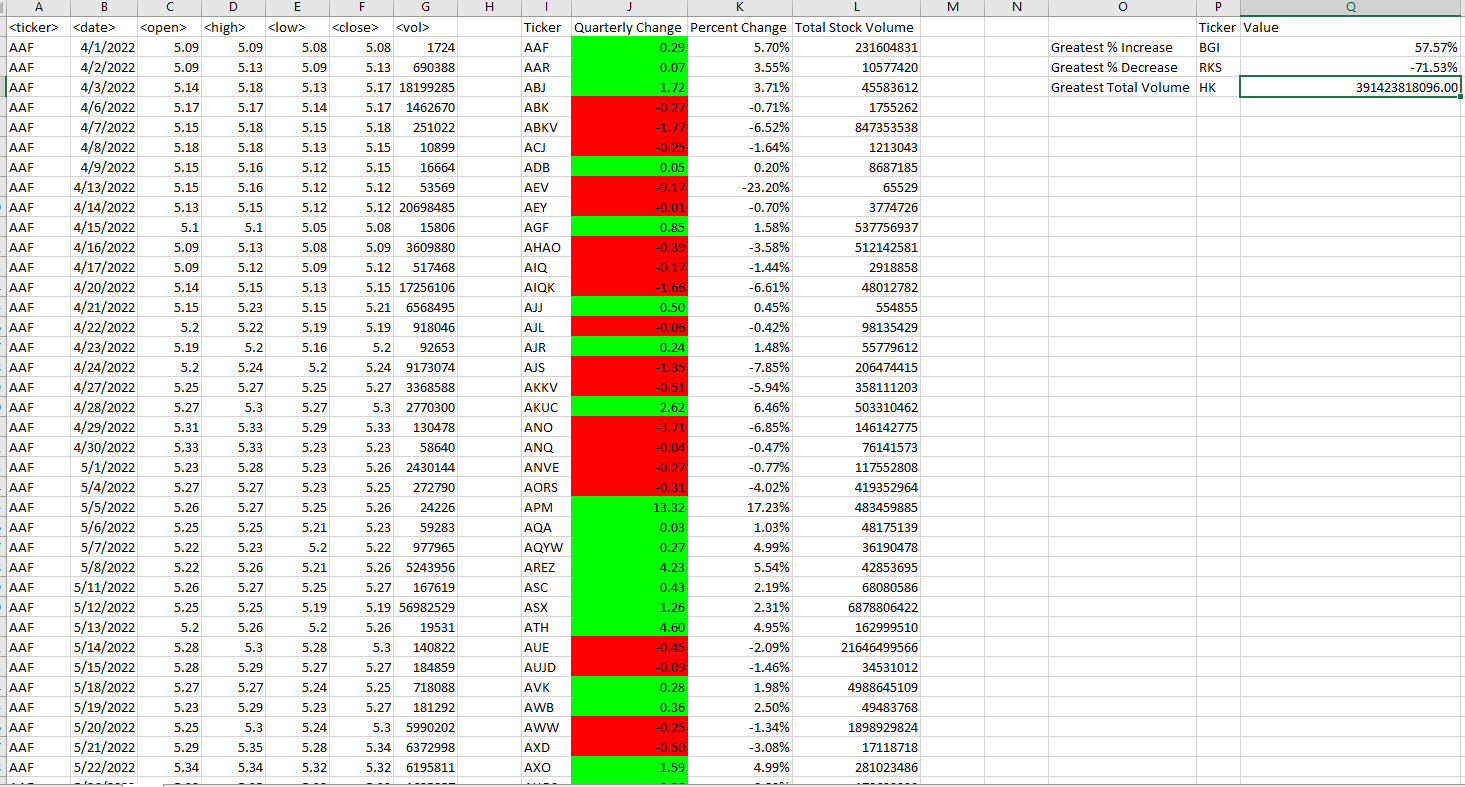 A B C D E F G H I J K L M N O P Q
<ticker> <date> <open> <high> <low> <close> <vol> Ticker Quarterly Change Percent Change Total Stock Volume Ticker Value
AAF 4/1/2022 5.09 5.09 5.08 5.08 1724 AAF 0.29 5.70% 231604831 Greatest % Increase BGI 57.57%
AAF 4/2/2022 5.09 5.13 5.09 5.13 690388 AAR 0.07 3.55% 10577420 Greatest % Decrease RKS -71.53%
AAF 4/3/2022 5.14 5.18 5.13 5.17 18199285 ABJ 1.72 3.71% 45583612 Greatest Total Volume HK 391423818096.00
AAF 4/6/2022 5.17 5.17 5.14 5.17 1462670 ABK -0.27 -0.71% 1755262
AAF 4/7/2022 5.15 5.18 5.15 5.18 251022 ABKV -1.77 -6.52% 847353538
AAF 4/8/2022 5.18 5.18 5.13 5.15 10899 ACJ -0.25 -1.64% 1213043
AAF 4/9/2022 5.15 5.16 5.12 5.12 16664 ADB 0.05 0.20% 8687185
AAF 4/13/2022 5.15 5.16 5.12 5.12 53569 AEV -9.17 -23.20% 65529
AAF 4/14/2022 5.13 5.15 5.12 5.12 20698485 AEY -0.01 -0.70% 3774726
AAF 4/15/2022 5.1 5.1 5.05 5.08 15806 AGF 0.85 1.58% 537756937
AAF 4/16/2022 5.09 5.13 5.08 5.09 3609880 AHAO -0.39 -3.58% 512142581
AAF 4/17/2022 5.09 5.12 5.09 5.12 517468 AIQ -0.17 -1.44% 2918858
AAF 4/20/2022 5.14 5.15 5.13 5.15 17256106 AIQK -1.66 -6.61% 48012782
AAF 4/21/2022 5.15 5.23 5.15 5.21 6568495 AJJ 0.50 0.45% 554855
AAF 4/22/2022 5.2 5.22 5.19 5.19 918046 AJL -0.06 -0.42% 98135429
AAF 4/23/2022 5.19 5.2 5.16 5.2 92653 AJR 0.24 1.48% 55779612
AAF 4/24/2022 5.2 5.24 5.2 5.24 9173074 AJS -1.35 -7.85% 206474415
AAF 4/27/2022 5.25 5.27 5.25 5.27 3368588 AKKV -0.51 -5.94% 358111203
AAF 4/28/2022 5.27 5.3 5.27 5.3 2770300 AKUC 2.62 6.46% 503310462
AAF 4/29/2022 5.31 5.33 5.29 5.33 130478 ANO -3.71 -6.85% 146142775
AAF 4/30/2022 5.33 5.33 5.23 5.23 58640 ANQ -0.04 -0.47% 76141573
AAF 5/1/2022 5.23 5.28 5.23 5.26 2430144 ANVE -0.27 -0.77% 117552808
AAF 5/4/2022 5.27 5.27 5.23 5.25 272790 AORS -0.31 -4.02% 419352964
AAF 5/5/2022 5.26 5.27 5.25 5.26 24226 APM 13.32 17.23% 483459885
AAF 5/6/2022 5.25 5.25 5.21 5.23 59283 AQA 0.03 1.03% 48175139
AAF 5/7/2022 5.22 5.23 5.2 5.22 977965 AQYW 0.27 4.99% 36190478
AAF 5/8/2022 5.22 5.26 5.21 5.26 5243956 AREZ 4.23 5.54% 42853695
AAF 5/11/2022 5.26 5.27 5.25 5.27 167619 ASC 0.43 2.19% 68080586
AAF 5/12/2022 5.25 5.25 5.19 5.19 56982529 ASX 1.26 2.31% 6878806422
AAF 5/13/2022 5.2 5.26 5.2 5.26 19531 ATH 4.60 4.95% 162999510
AAF 5/14/2022 5.28 5.3 5.28 5.3 140822 AUE -0.45 -2.09% 21646499566
AAF 5/15/2022 5.28 5.29 5.27 5.27 184859 AUJD -0.09 -1.46% 34531012
AAF 5/18/2022 5.27 5.27 5.24 5.25 718088 AVK 0.28 1.98% 4988645109
AAF 5/19/2022 5.23 5.29 5.23 5.27 181292 AWB 0.36 2.50% 49483768
AAF 5/20/2022 5.25 5.3 5.24 5.3 5990202 AWW -0.25 -1.34% 1898929824
AAF 5/21/2022 5.29 5.35 5.28 5.34 6372998 AXD -0.50 -3.08% 17118718
AAF 5/22/2022 5.34 5.34 5.32 5.32 6195811 AXO 1.59 4.99% 281023486